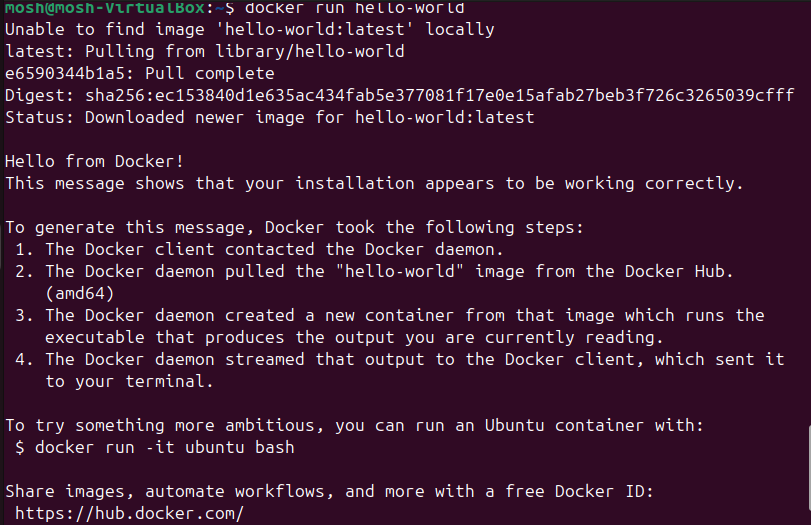 mosh@mosh-VirtualBox:~$ docker run hello-world
Unable to find image 'hello-world:latest' locally
latest: Pulling from library/hello-world
e6590344b1a5: Pull complete
Digest: sha256:ec153840d1e635ac434fab5e377081f17e0e15afab27beb3f726c3265039cfff
Status: Downloaded newer image for hello-world:latest

Hello from Docker!
This message shows that your installation appears to be working correctly.

To generate this message, Docker took the following steps:
 1. The Docker client contacted the Docker daemon.
 2. The Docker daemon pulled the "hello-world" image from the Docker Hub.
    (amd64)
 3. The Docker daemon created a new container from that image which runs the
    executable that produces the output you are currently reading.
 4. The Docker daemon streamed that output to the Docker client, which sent it
    to your terminal.

To try something more ambitious, you can run an Ubuntu container with:
 $ docker run -it ubuntu bash

Share images, automate workflows, and more with a free Docker ID:
 https://hub.docker.com/